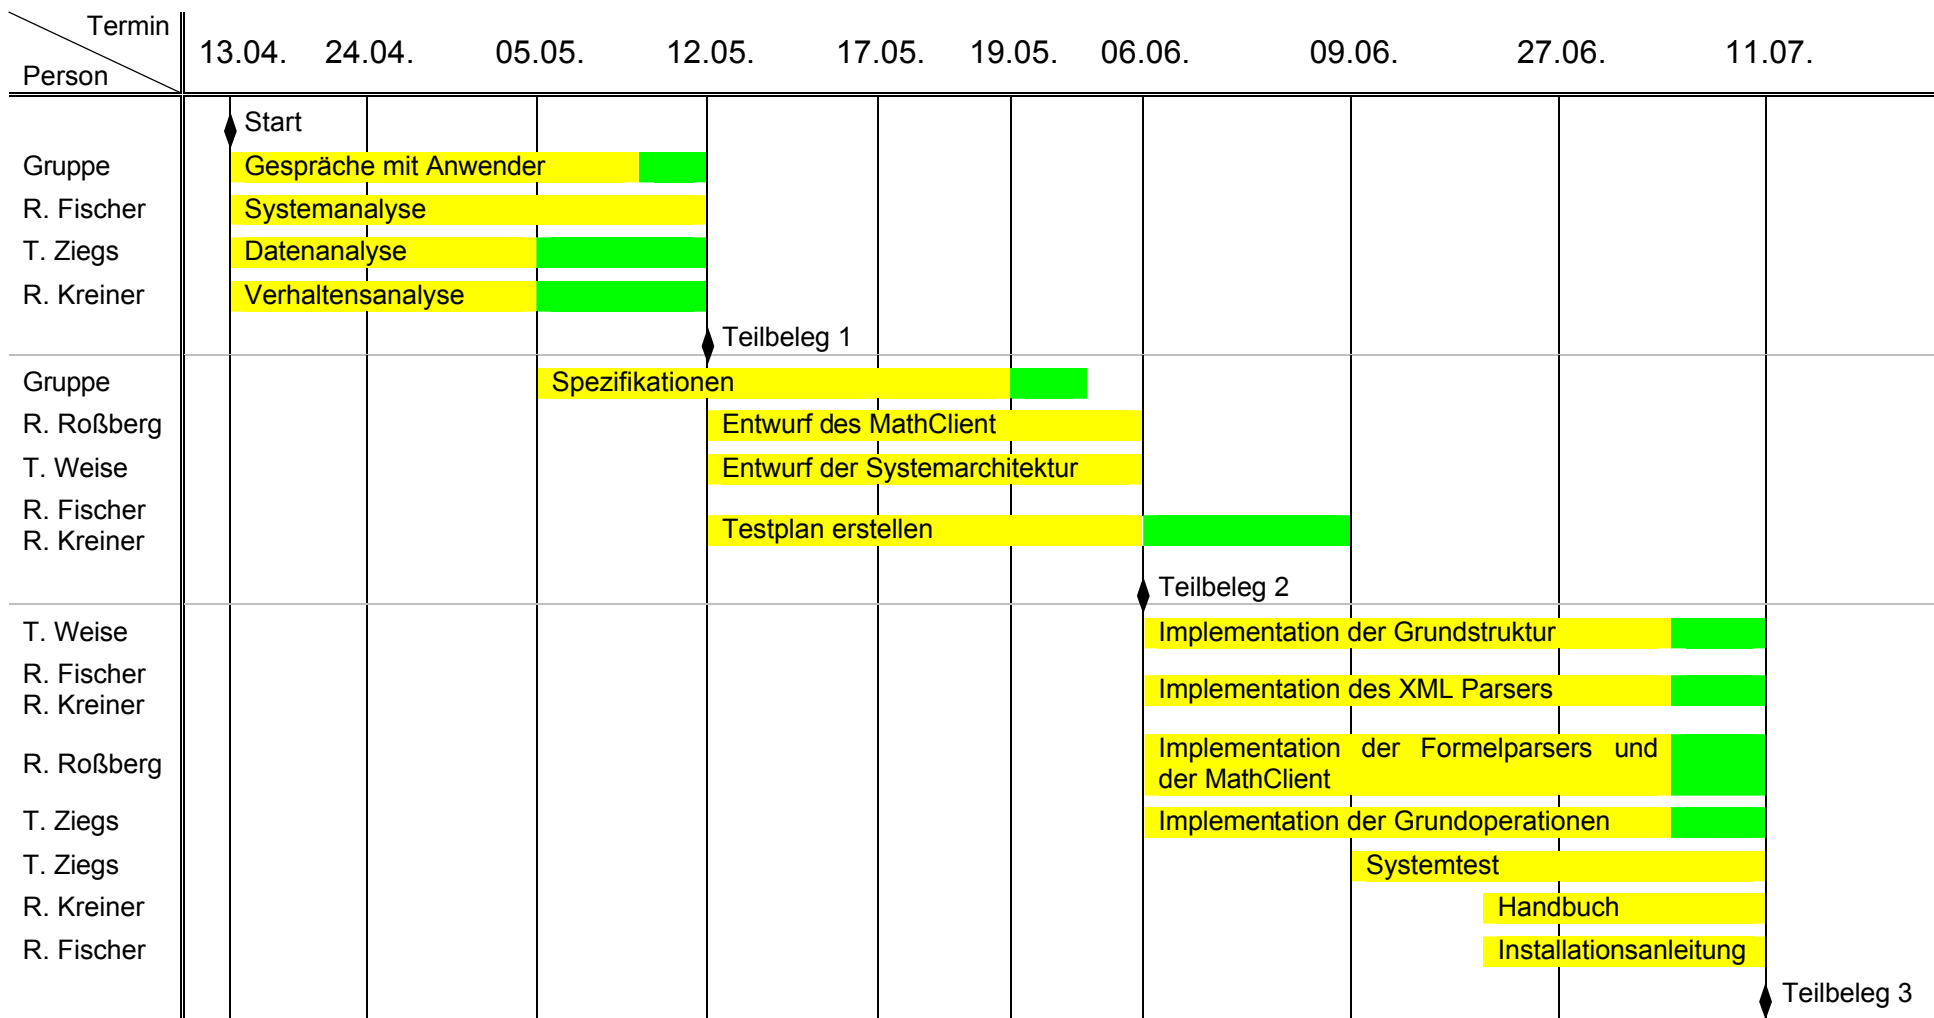 Termin
Person
13.04. 24.04. 05.05. 12.05. 17.05. 19.05. 06.06. 09.06. 27.06. 11.07.
Start
Gruppe Gespräche mit Anwender
R. Fischer Systemanalyse
T. Ziegs Datenanalyse
R. Kreiner Verhaltensanalyse
Teilbeleg 1
Gruppe Spezifikationen
R. Roßberg Entwurf des MathClient
T. Weise Entwurf der Systemarchitektur
R. Fischer
R. Kreiner Testplan erstellen
Teilbeleg 2
T. Weise Implementation der Grundstruktur
R. Fischer
R. Kreiner Implementation des XML Parsers
R. Roßberg Implementation der Formelparsers und
der MathClient
T. Ziegs Implementation der Grundoperationen
T. Ziegs Systemtest
R. Kreiner Handbuch
R. Fischer Installationsanleitung
Teilbeleg 3